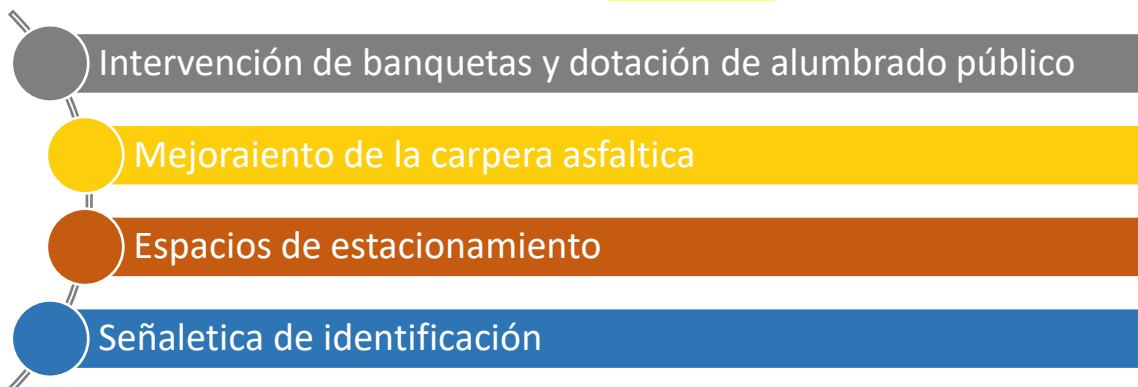 Intervención de banquetas y dotación de alumbrado público
Mejoraiento de la carpera asfaltica
Espacios de estacionamiento
Señaletica de identificación